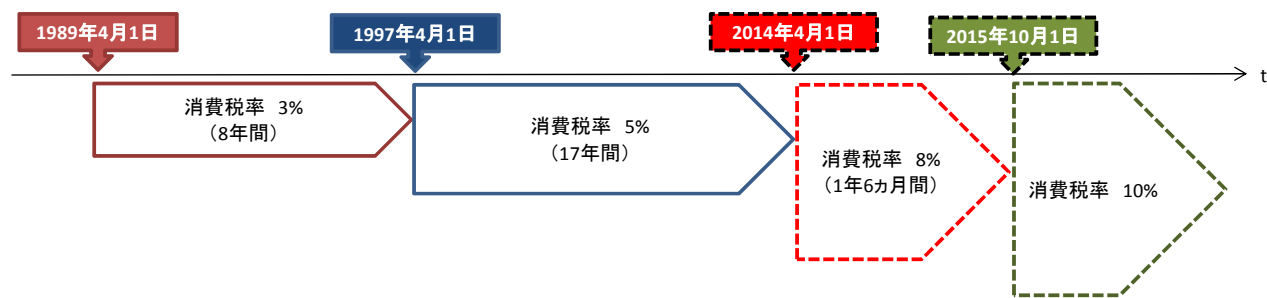 1989年4月1日
1997年4月1日
2014年4月1日
2015年10月1日
t
消費税率 3%
（8年間）
消費税率 5%
（17年間）
消費税率 8%
（1年6ヵ月間）
消費税率 10%